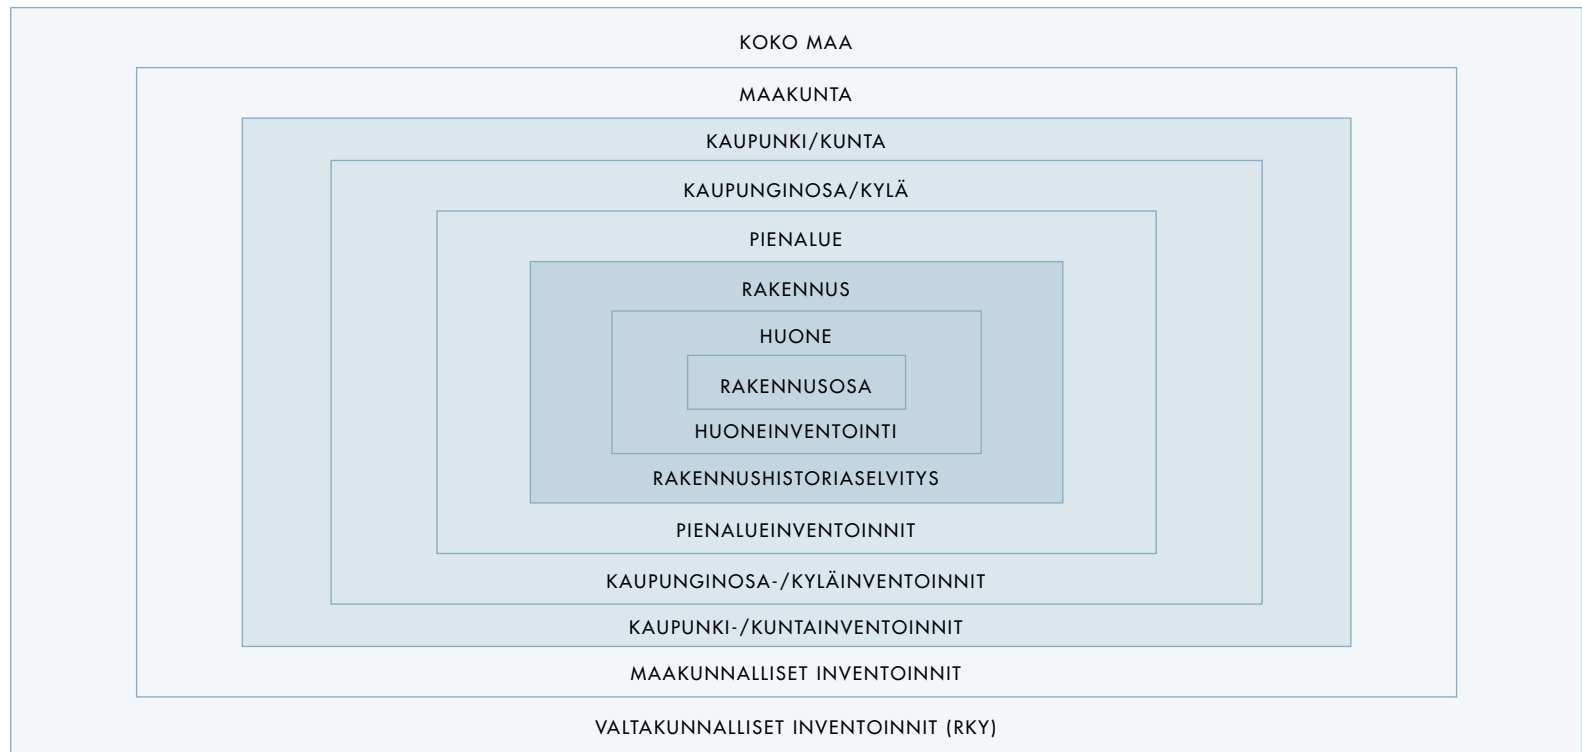 KOKO MAA
MAAKUNTA
KAUPUNKI/KUNTA
KAUPUNGINOSA/KYLÄ
PIENALUE
RAKENNUS
HUONE
RAKENNUSOSA
HUONEINVENTOINTI
RAKENNUSHISTORIASELVITYS
PIENALUEINVENTOINNIT
KAUPUNGINOSA-/KYLÄINVENTOINNIT
KAUPUNKI-/KUNTAINVENTOINNIT
MAAKUNNALLISET INVENTOINNIT
VALTAKUNNALLISET INVENTOINNIT (RKY)